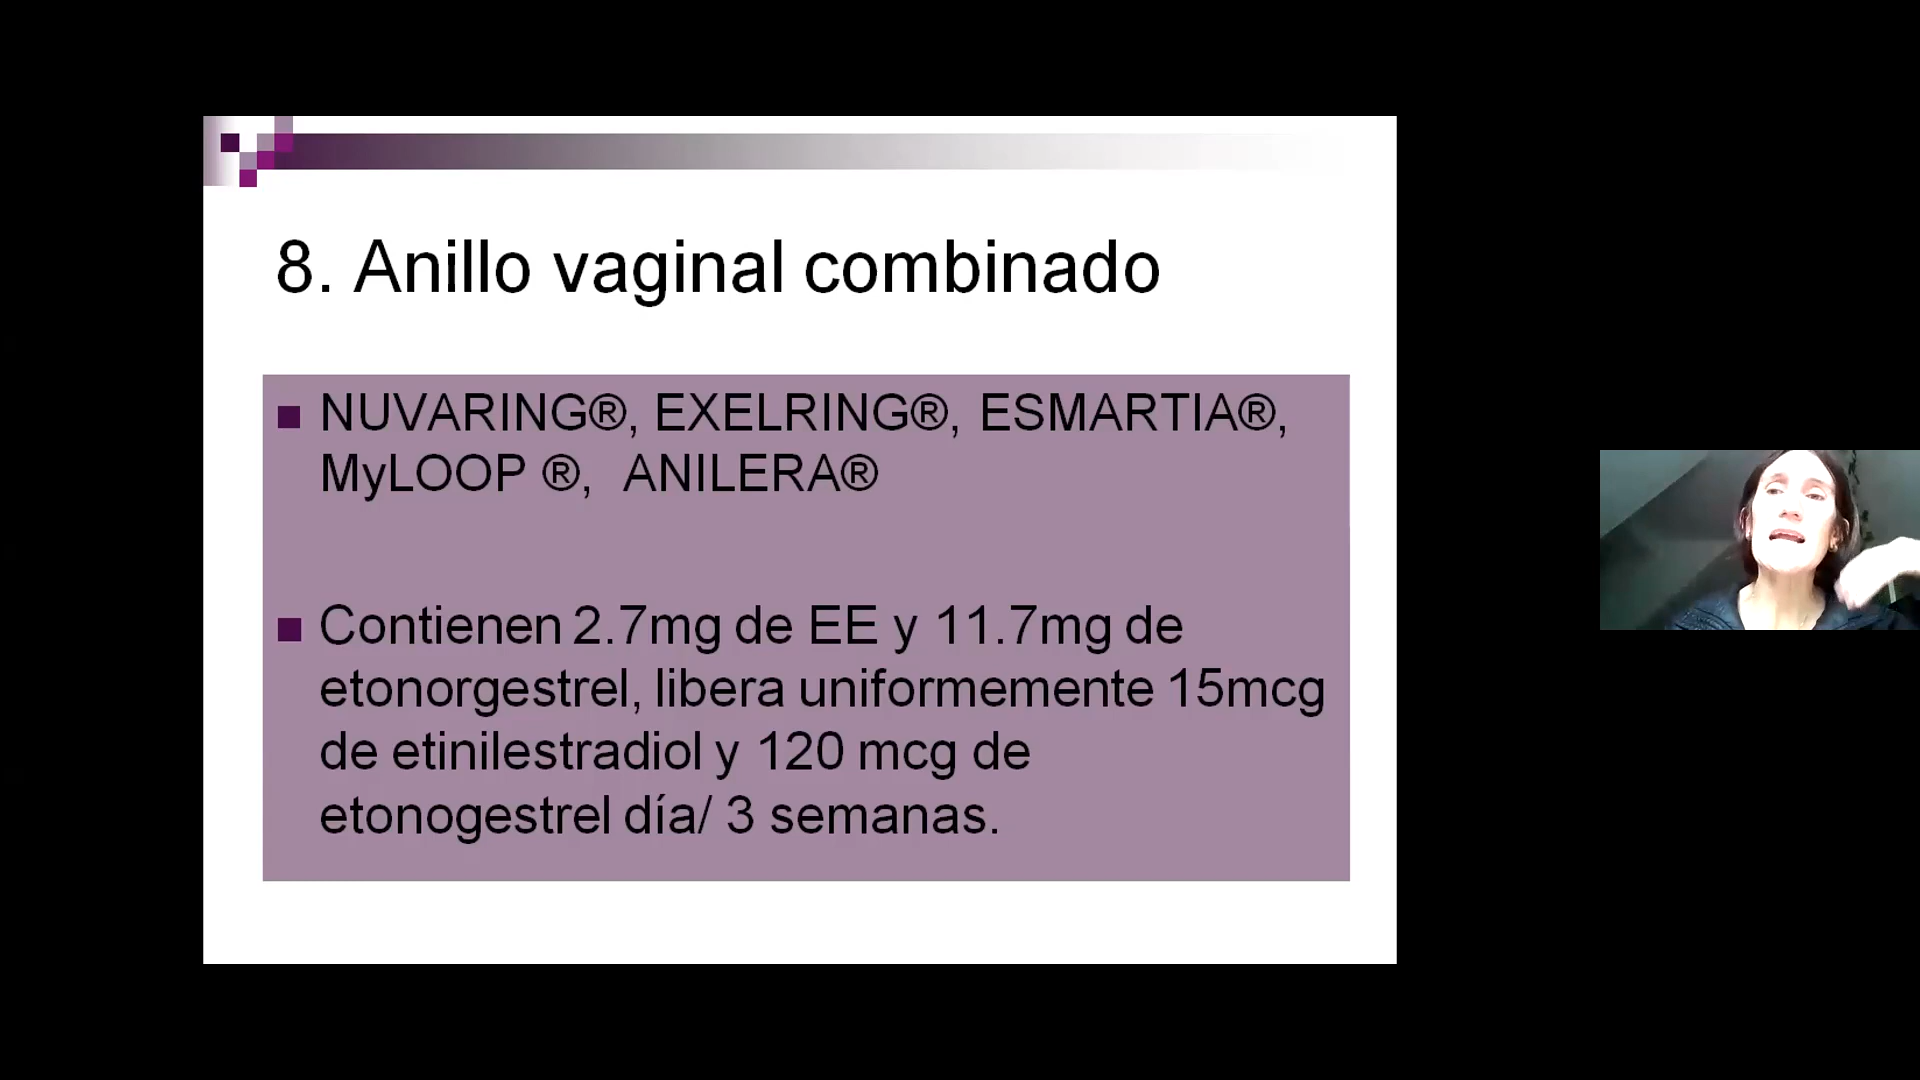 8. Anillo vaginal combinado
NUVARING®, EXELRING®, ESMARTIA®,
MyLOOP ®, ANILERA®
Contienen 2.7mg de EE y 11.7mg de
etonorgestrel, libera uniformemente 15mcg
de etinilestradiol y 120 mcg de
etonogestrel día/ 3 semanas.